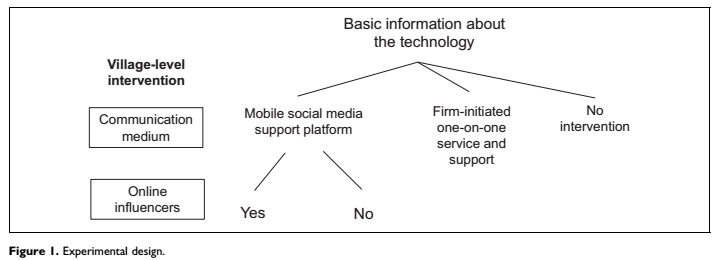 Basic information about
the technology
Village-level
intervention
Communication
medium
Mobile social media
support platform
Firm-initiated
one-on-one
service and
support
No
intervention
Online
influencers
Yes
No
Figure 1. Experimental design.